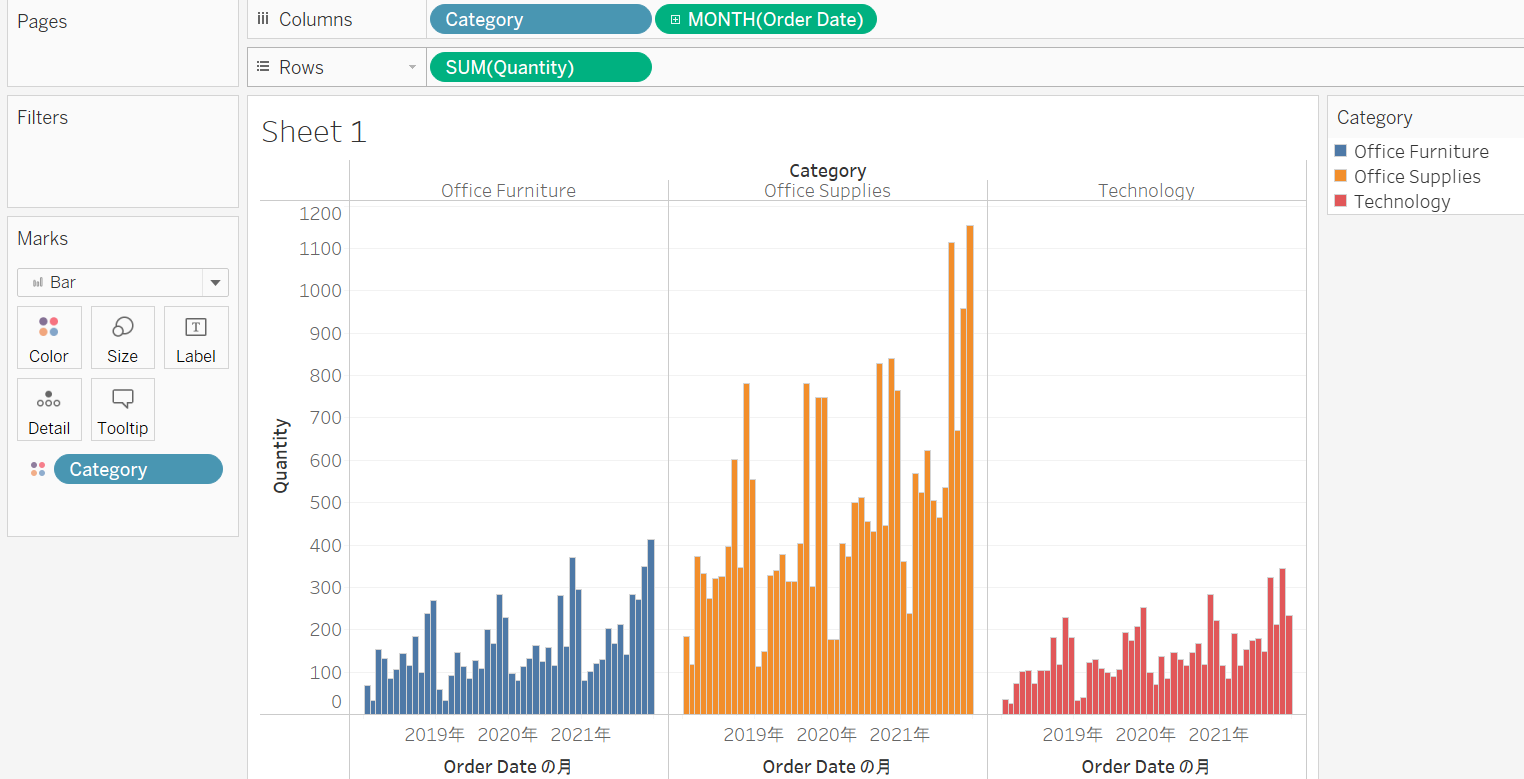 Pages
Columns
Category
MONTH(Order Date)
Rows
SUM(Quantity)
Filters
Marks
Bar
Color
Size
Label
Detail
Tooltip
Category
Sheet 1
Category
Office Furniture
Office Supplies
Technology
1200
1100
1000
900
800
700
600
500
400
300
200
100
0
Quantity
2019年
2020年
2021年
2019年
2020年
2021年
2019年
2020年
2021年
Order Date の月
Order Date の月
Order Date の月
Category
Office Furniture
Office Supplies
Technology